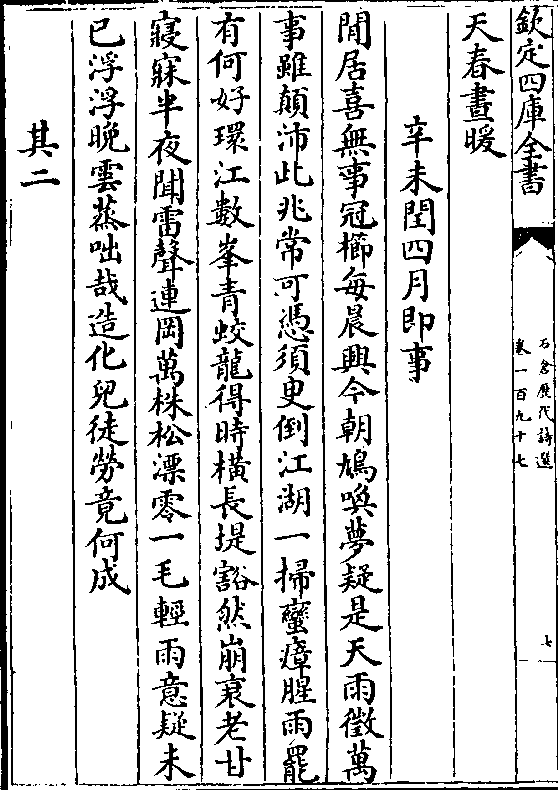 欽定四庫全書
石倉歷代詩選
卷一百九十七
七
天春晝暖
辛未閏四月即事
閒居喜無事冠櫛每晨興今朝鳩喚夢疑是天雨徵萬
事雖顛沛此兆常可憑須臾倒江湖一掃蠻瘴腥雨罷
有何好環江數峯青蛟龍得時橫長堤豁然崩衰老甘
寢寐半夜聞雷聲連岡萬株松漂零一毛輕雨意疑未
已浮浮晚雲蒸咄哉造化兒徒勞竟何成
其二